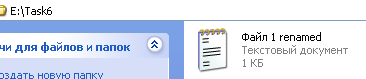 E:\Task6
чи для файлов и папок
оздать новую папку
Файл 1 renamed
Текстовый документ
1 КБ